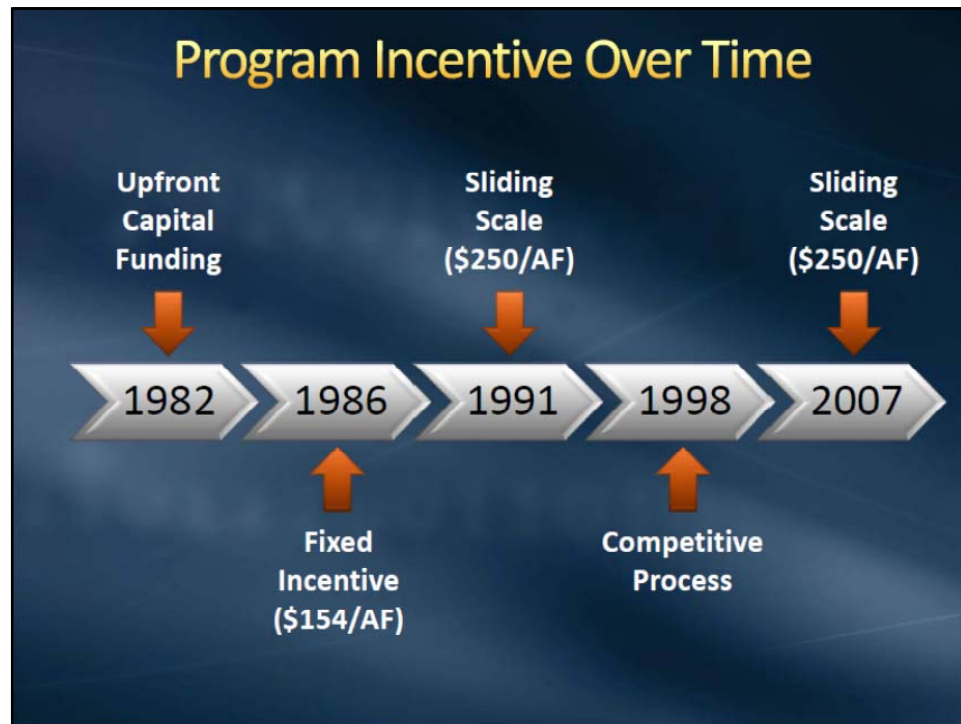 Program Incentive Over Time
Upfront
Capital
Funding
Sliding
Scale
($250/AF)
Sliding
Scale
($250/AF)
1982
1986
1991
1998
2007
Fixed
Incentive
($154/AF)
Competitive
Process